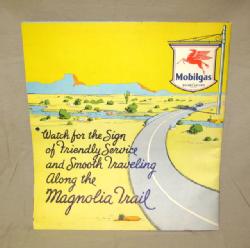 Mobilgas
Watch for the Sign
of Friendly Service
and Smooth Traveling
Along the
Magnolia Trail